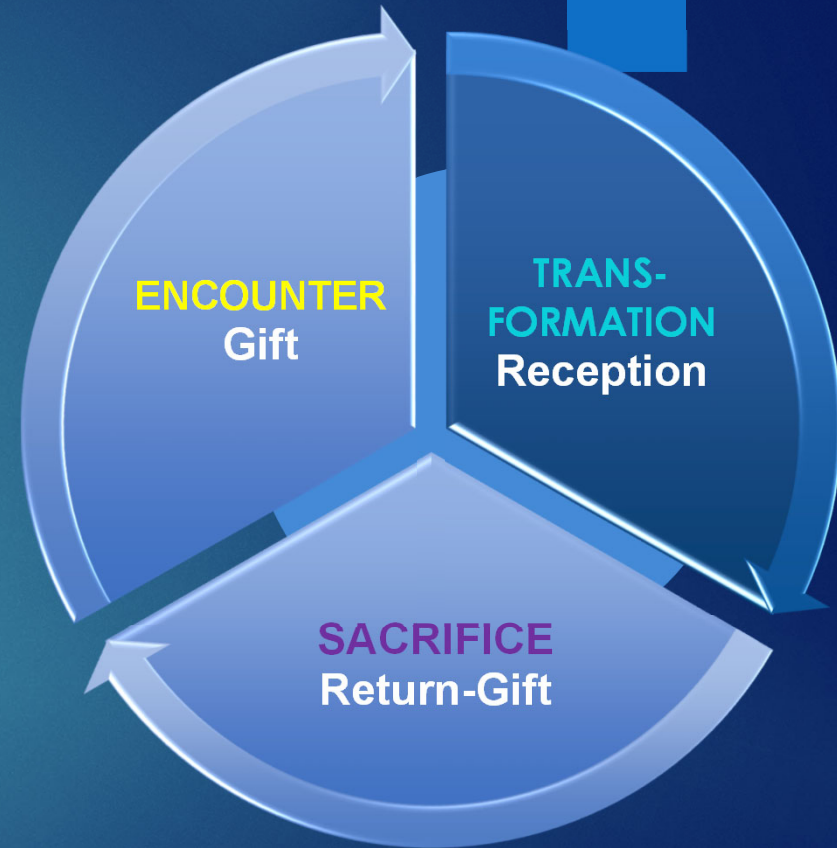 ENCOUNTER
Gift
TRANS-
FORMATION
Reception
SACRIFICE
Return-Gift